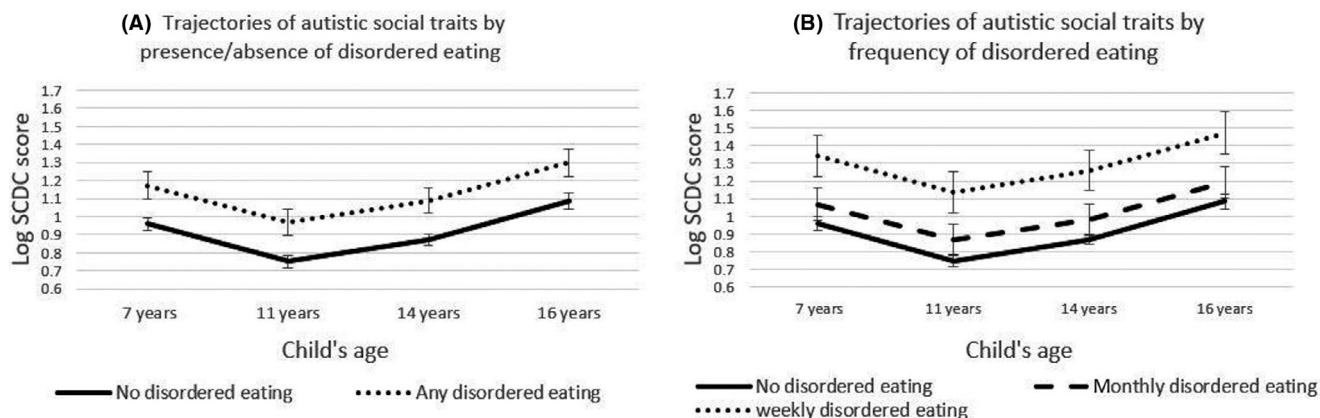 (A) Trajectories of autistic social traits by
presence/absence of disordered eating
Log SCDC score
1.7
1.6
1.5
1.4
1.3
1.2
1.1
1
0.9
0.8
0.7
0.6
7 years
11 years
14 years
16 years
Child's age
No disordered eating
Any disordered eating
(B) Trajectories of autistic social traits by
frequency of disordered eating
Log SCDC score
1.7
1.6
1.5
1.4
1.3
1.2
1.1
1
0.9
0.8
0.7
0.6
7 years
11 years
14 years
16 years
Child's age
No disordered eating
Monthly disordered eating
weekly disordered eating